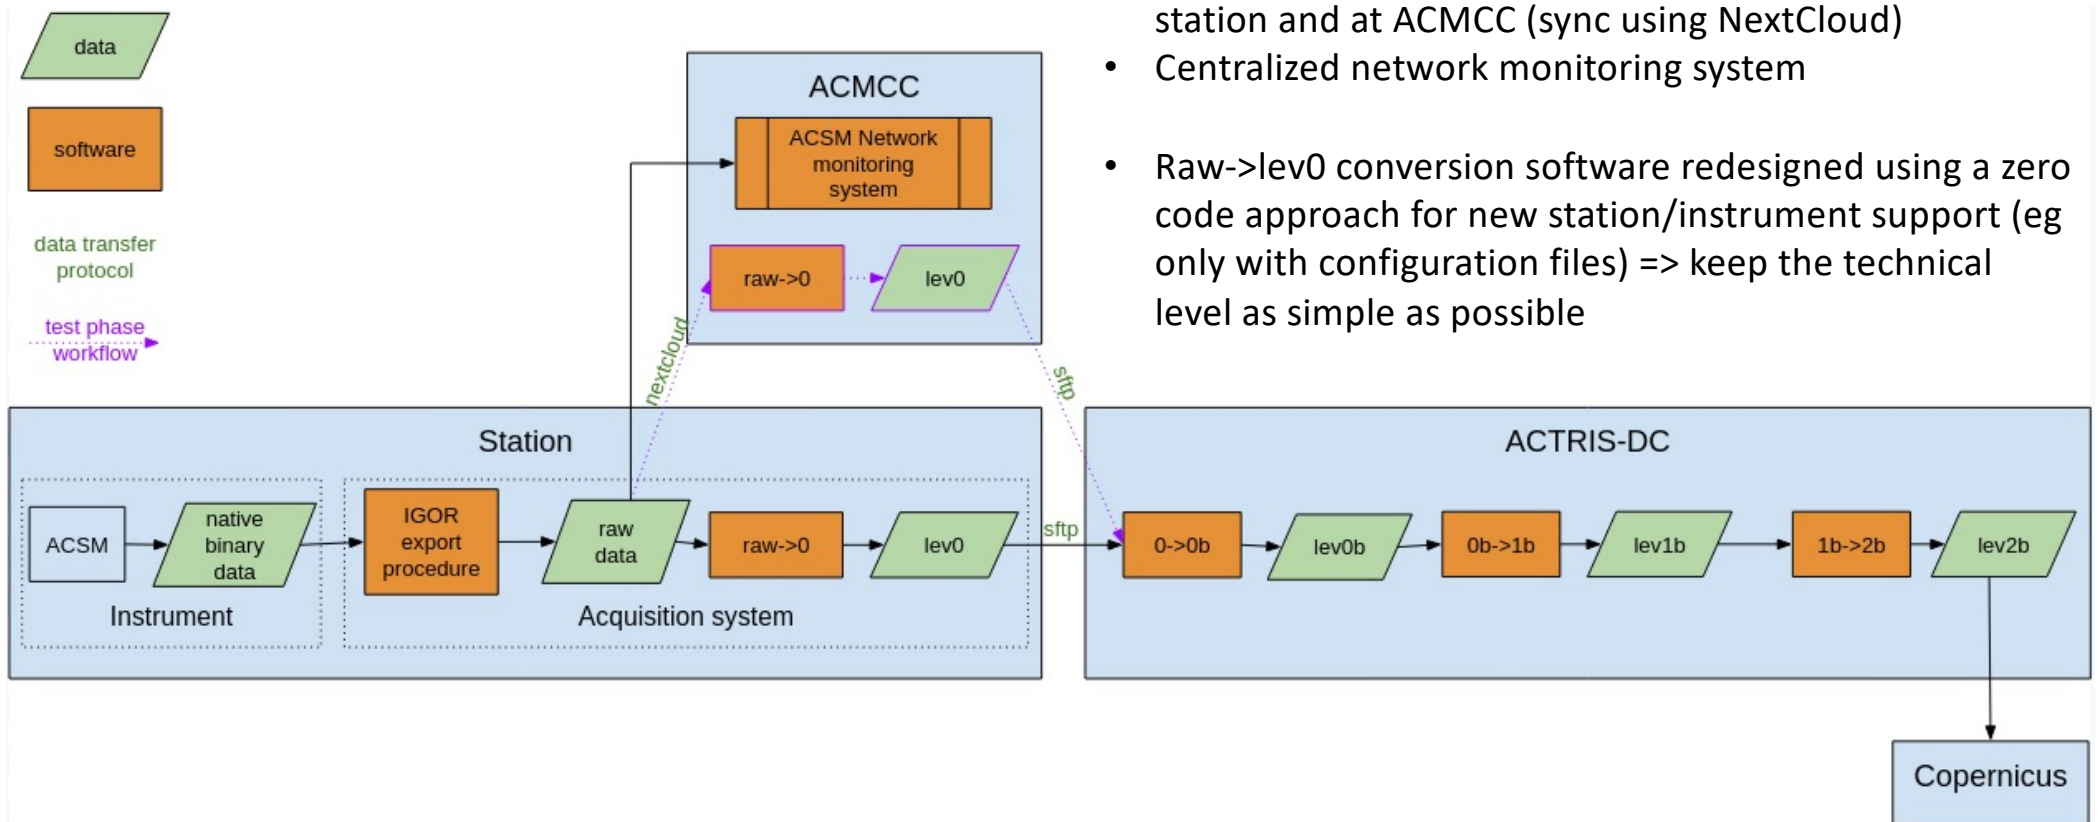 data
software
data transfer
protocol
test phase
workflow
ACMCC
ACSM Network
monitoring
system
raw->0
lev0
nextcloud
sftp
station and at ACMCC (sync using NextCloud)
• Centralized network monitoring system
• Raw->lev0 conversion software redesigned using a zero
code approach for new station/instrument support (eg
only with configuration files) => keep the technical
level as simple as possible
Station
ACSM
native
binary
data
Instrument
IGOR
export
procedure
raw
data
raw->0
lev0
Acquisition system
sftp
ACTRIS-DC
0->0b
lev0b
0b->1b
lev1b
1b->2b
lev2b
Copernicus